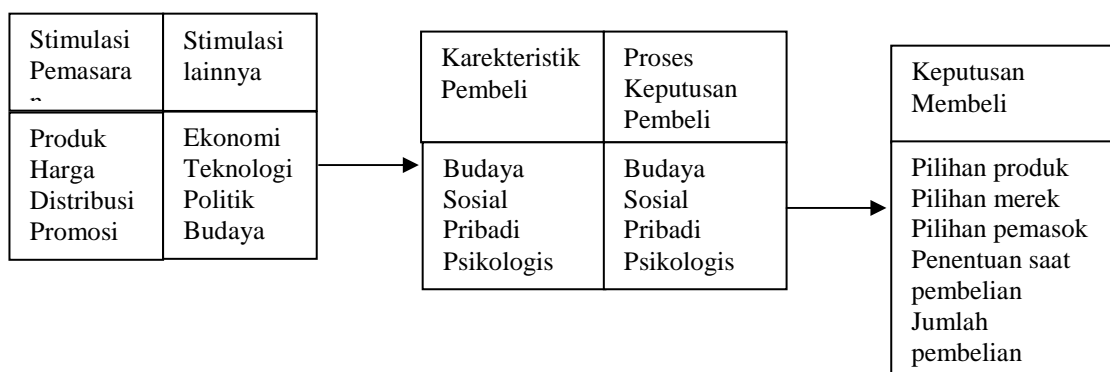 Stimulasi
Pemasara
Stimulasi
lainnya
Produk
Harga
Distribusi
Promosi
Ekonomi
Teknologi
Politik
Budaya
Karekteristik
Pembeli
Proses
Keputusan
Pembeli
Budaya
Sosial
Pribadi
Psikologis
Budaya
Sosial
Pribadi
Psikologis
Keputusan
Membeli
Pilihan produk
Pilihan merek
Pilihan pemasok
Penentuan saat
pembelian
Jumlah
pembelian